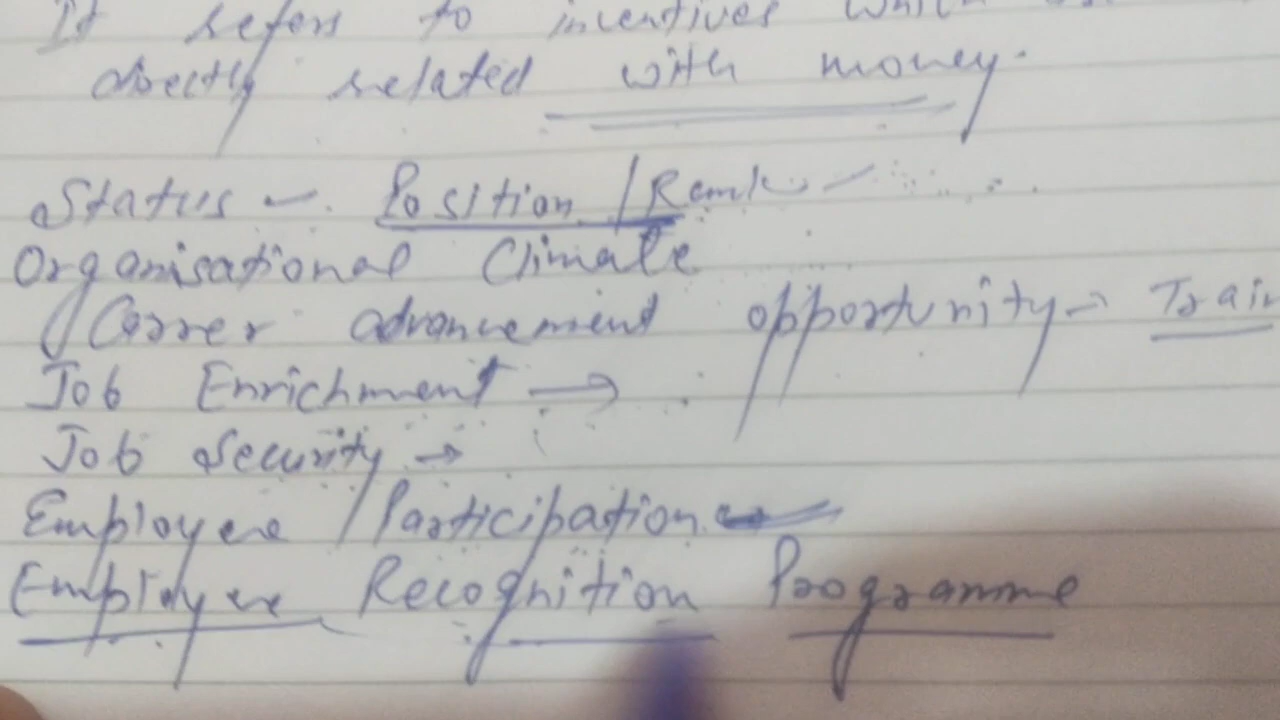 It refers to incentives which
directly related with money.
Status - Position / Rank
Organisational Climate
Carrer advancement opportunity - Train
Job Enrichment →
Job Security →
Employee Participation
Employee Recognition Programme